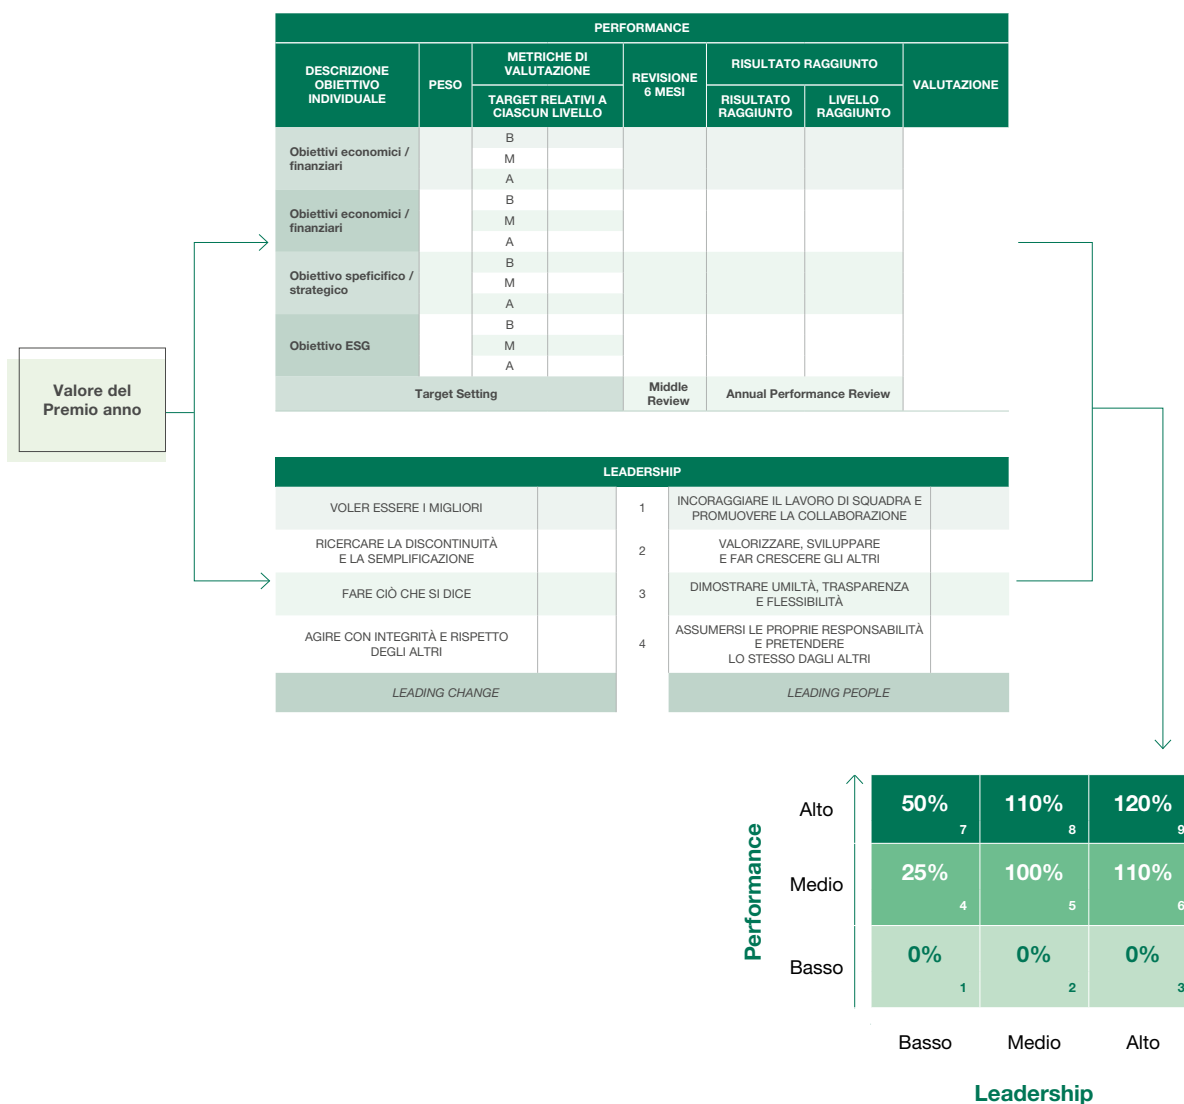 PERFORMANCE
DESCRIZIONE
OBIETTIVO
INDIVIDUALE
PESO
METRICHE DI
VALUTAZIONE
TARGET RELATIVI A
CIASCUN LIVELLO
REVISIONE
6 MESI
RISULTATO RAGGIUNTO
RISULTATO
RAGGIUNTO
LIVELLO
RAGGIUNTO
VALUTAZIONE
Obiettivi economici /
finanziari
B
M
A
Obiettivi economici /
finanziari
B
M
A
Obiettivo speficifico /
strategico
B
M
A
Obiettivo ESG
B
M
A
Target Setting
Middle
Review
Annual Performance Review
Valore del
Premio anno
LEADERSHIP
VOLER ESSERE I MIGLIORI
1
INCORAGGIARE IL LAVORO DI SQUADRA E
PROMUOVERE LA COLLABORAZIONE
RICERCARE LA DISCONTINUITÀ
E LA SEMPLIFICAZIONE
2
VALORIZZARE, SVILUPPARE
E FAR CRESCERE GLI ALTRI
FARE CIÒ CHE SI DICE
3
DIMOSTRARE UMILTÀ, TRASPARENZA
E FLESSIBILITÀ
AGIRE CON INTEGRITÀ E RISPETTO
DEGLI ALTRI
4
ASSUMERSI LE PROPRIE RESPONSABILITÀ
E PRETENDERE
LO STESSO DAGLI ALTRI
LEADING CHANGE
LEADING PEOPLE
Performance
Alto
50%
7
110%
8
120%
9
Medio
25%
4
100%
5
110%
6
Basso
0%
1
0%
2
0%
3
Basso
Medio
Alto
Leadership